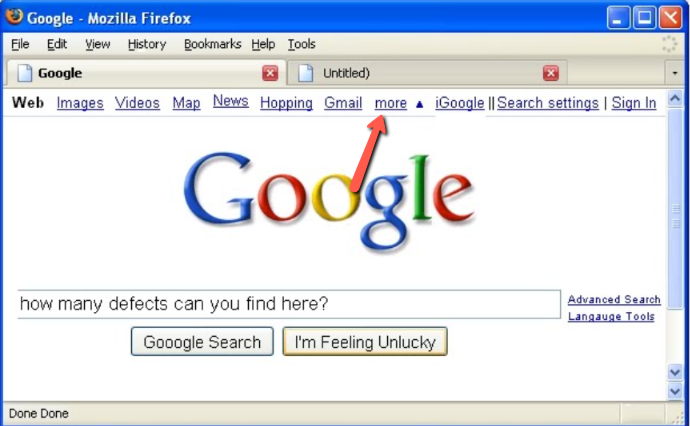 Google - Mozilla Firefox
File Edit View History Bookmarks Help Tools
Google Untitled)
Web Images Videos Map News Hopping Gmail more ▲ iGoogle || Search settings | Sign In
Google
how many defects can you find here? Advanced Search
Langauge Tools
Gooogle Search I'm Feeling Unlucky
Done Done